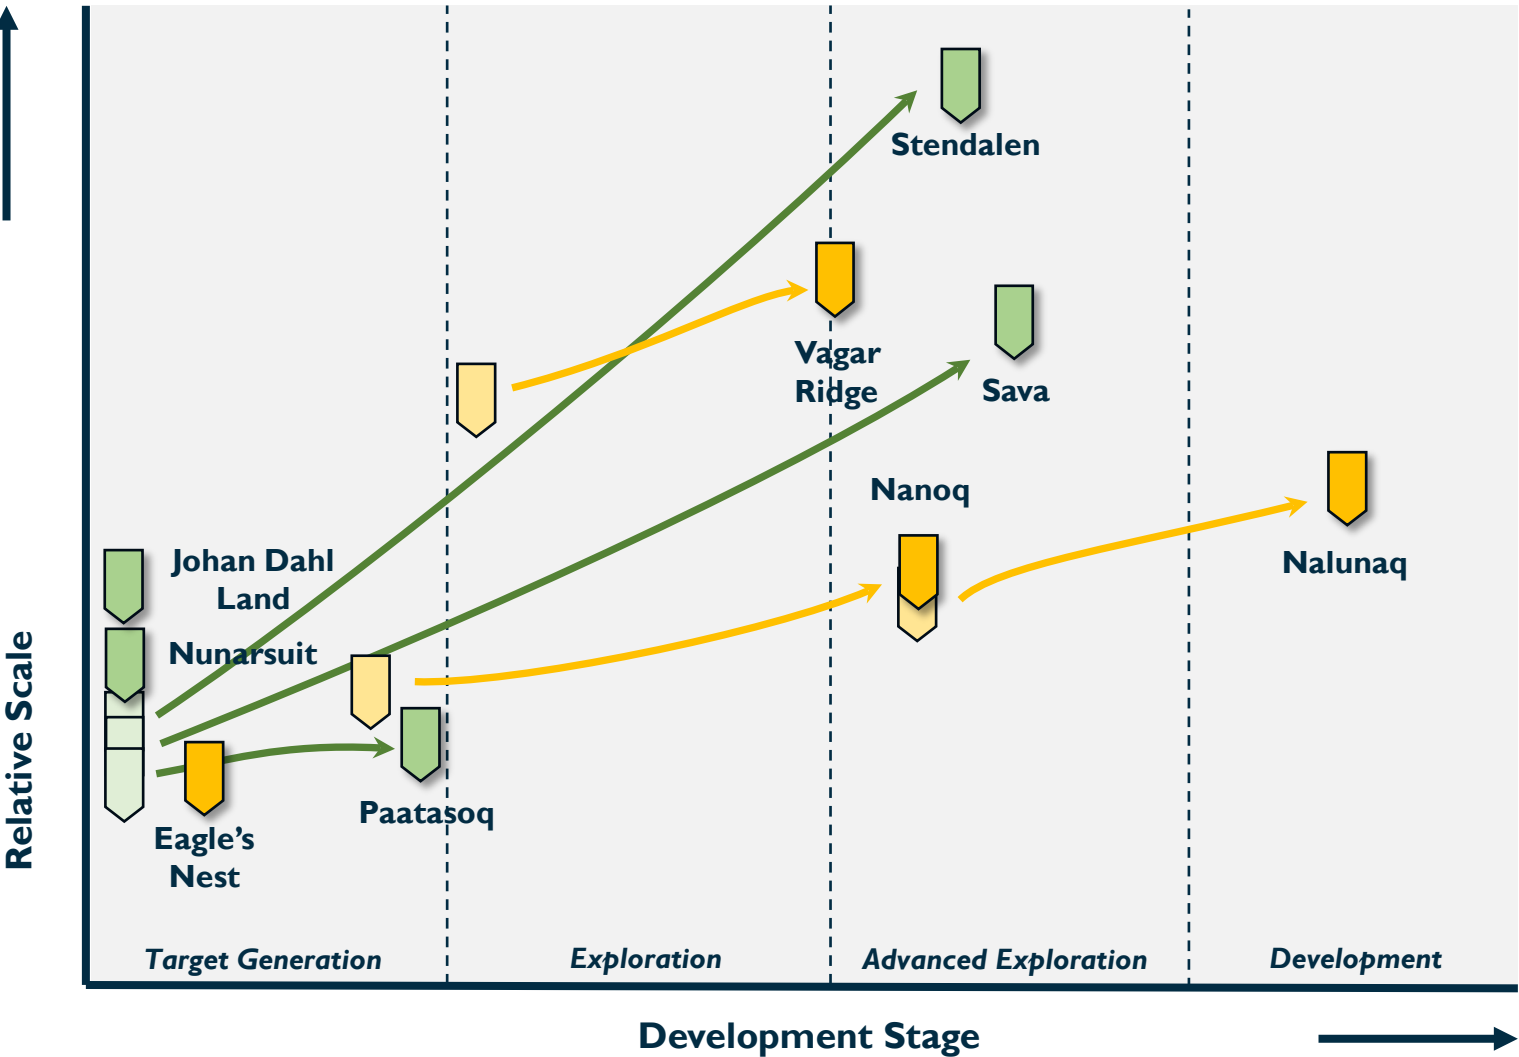 Stendalen
Vagar
Ridge
Sava
Nanoq
Nalunaq
Johan Dahl
Land
Nunarsuit
Paatasoq
Eagle’s
Nest
Relative Scale
Target Generation
Exploration
Advanced Exploration
Development
Development Stage